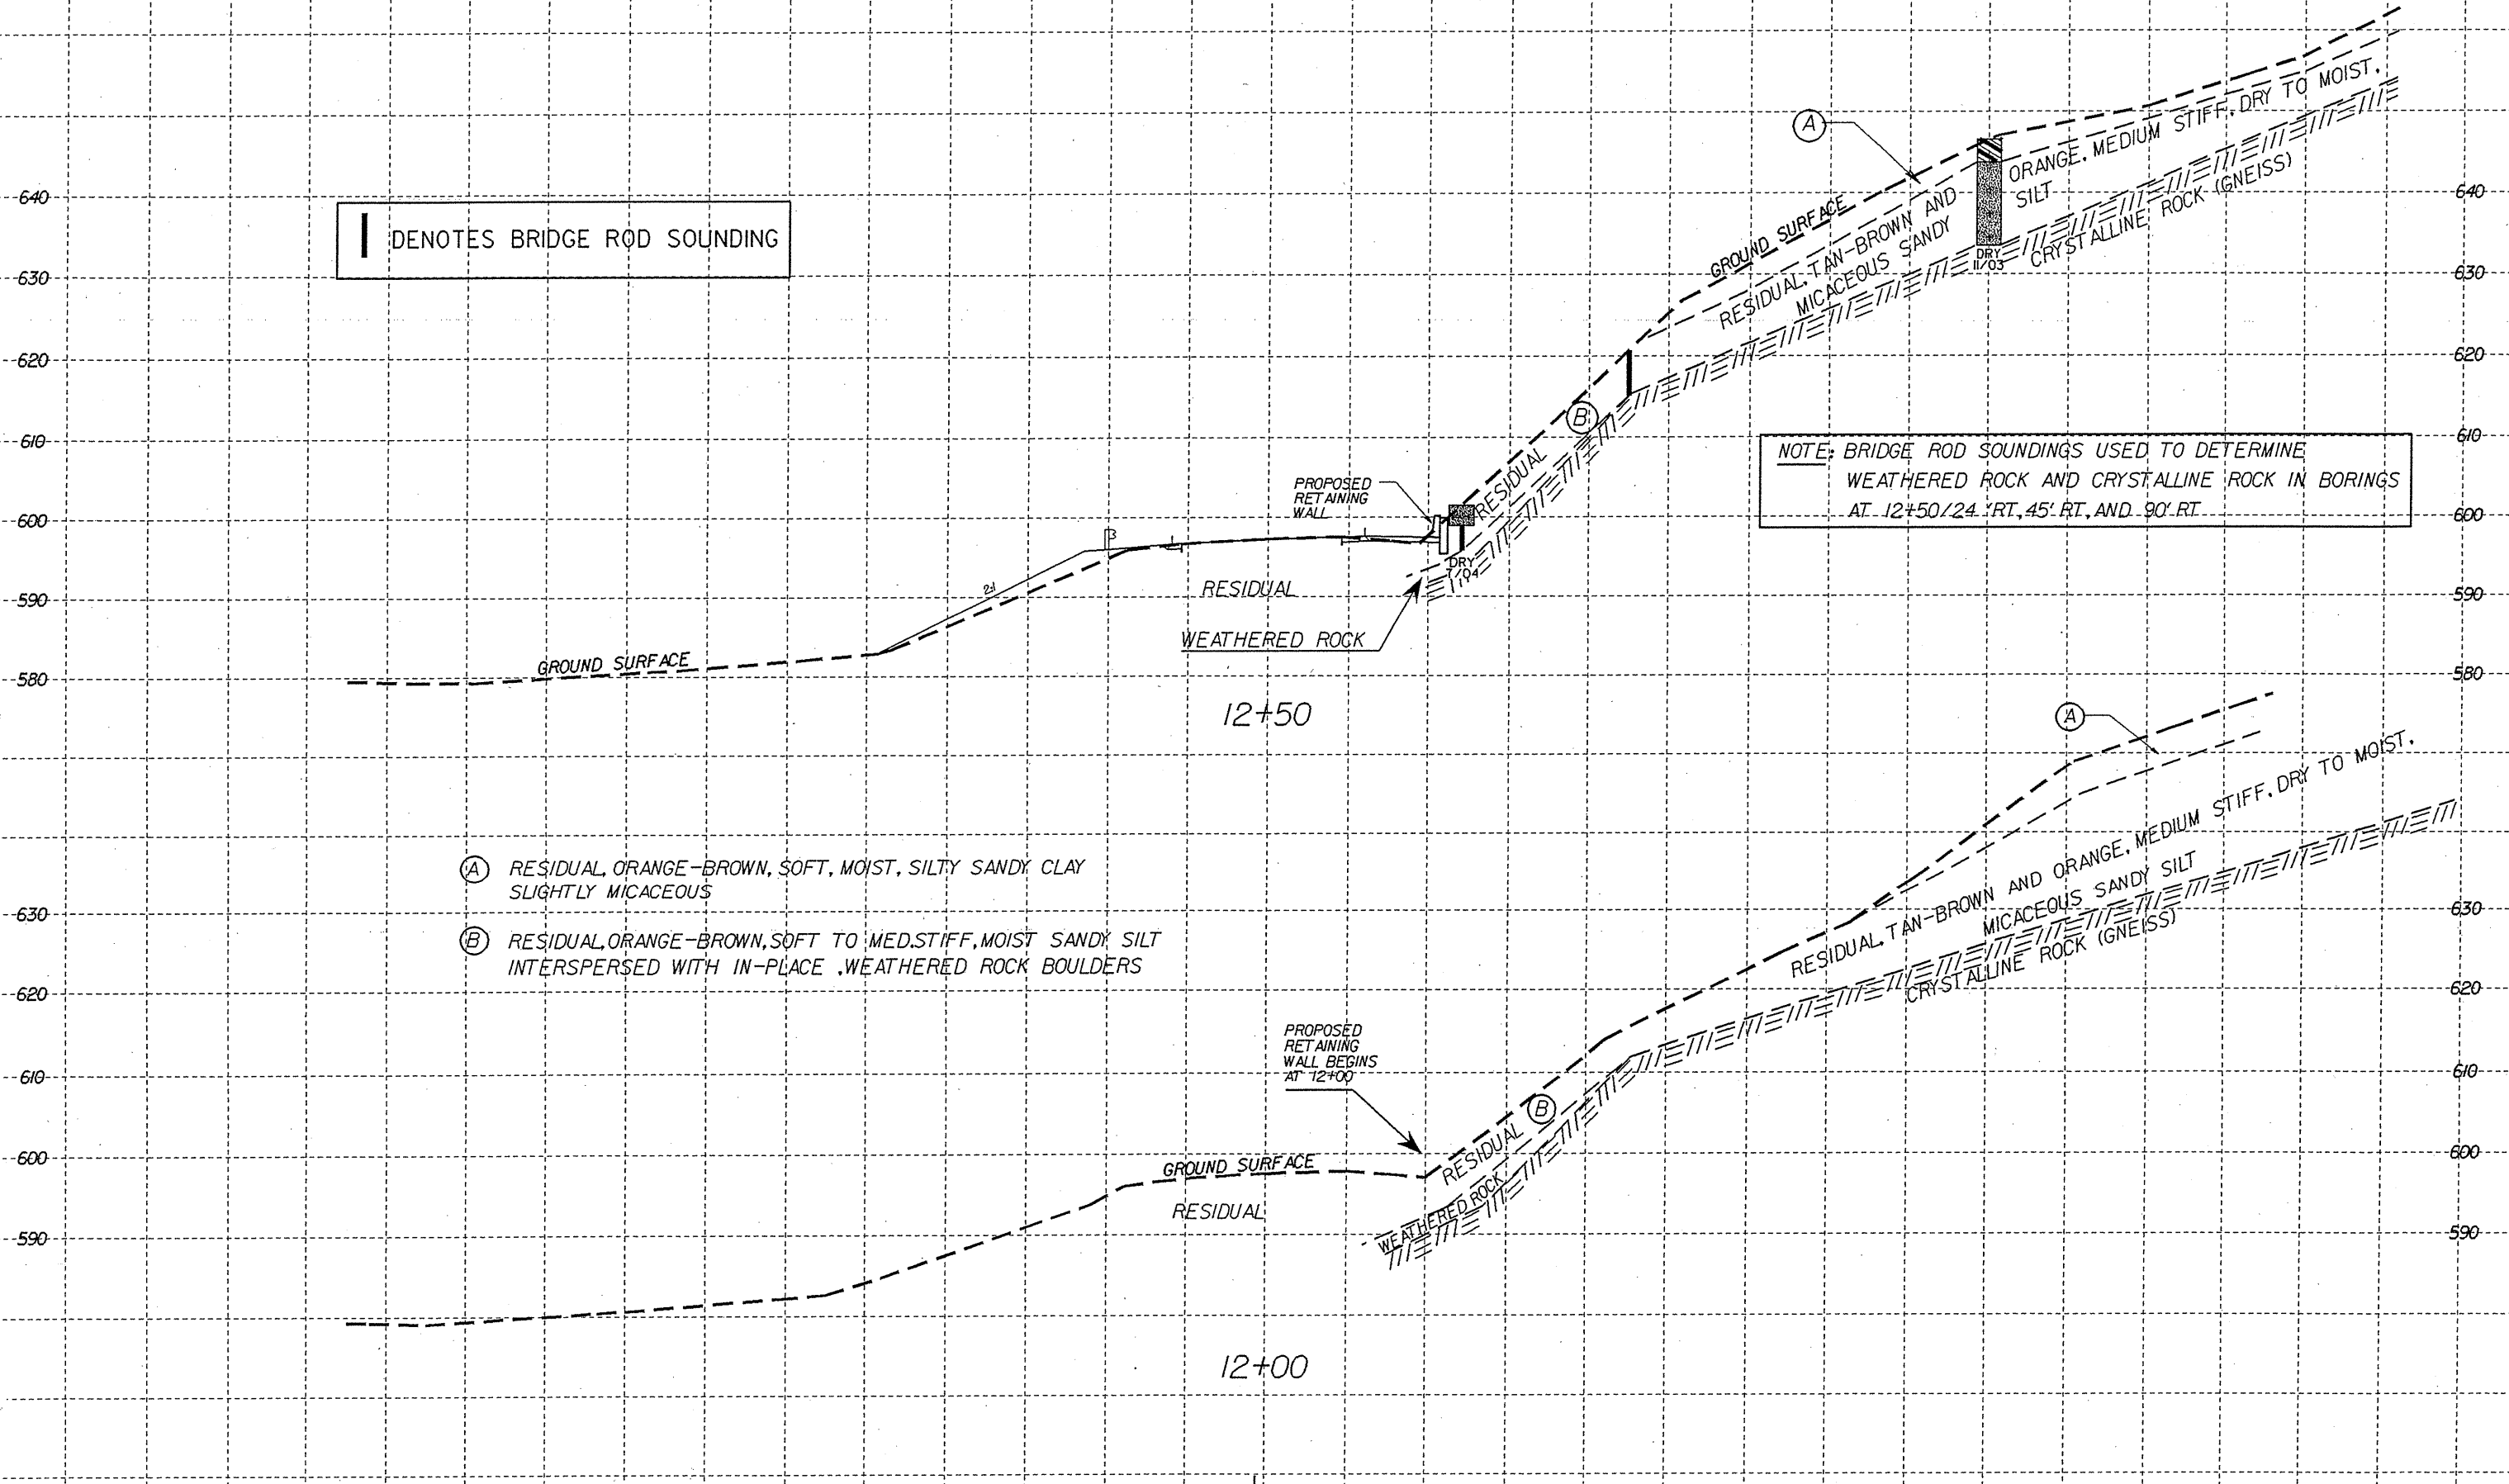 A
ORANGE, MEDIUM STIFF, DRY TO MOIST,
SILT
CRYSTALLINE ROCK (GNEISS)
GROUND SURFACE
RESIDUAL, TAN-BROWN AND
MICACEOUS SANDY
DRY
11/03
640
640
DENOTES BRIDGE ROD SOUNDING
630
630
620
620
B
610
610
NOTE: BRIDGE ROD SOUNDINGS USED TO DETERMINE
WEATHERED ROCK AND CRYSTALLINE ROCK IN BORINGS
AT 12+50/24 'RT, 45' RT, AND 90' RT
PROPOSED
RETAINING
WALL
RESIDUAL
600
600
2:1
DRY
7/04
RESIDUAL
590
590
WEATHERED ROCK
GROUND SURFACE
580
580
12+50
A
RESIDUAL, TAN-BROWN AND ORANGE, MEDIUM STIFF, DRY TO MOIST,
MICACEOUS SANDY SILT
CRYSTALLINE ROCK (GNEISS)
A RESIDUAL, ORANGE-BROWN, SOFT, MOIST, SILTY SANDY CLAY
SLIGHTLY MICACEOUS
630
630
B RESIDUAL, ORANGE-BROWN, SOFT TO MED. STIFF, MOIST SANDY SILT
INTERSPERSED WITH IN-PLACE , WEATHERED ROCK BOULDERS
620
620
PROPOSED
RETAINING
WALL BEGINS
AT 12+00
610
610
B
RESIDUAL
600
600
GROUND SURFACE
WEATHERED ROCK
RESIDUAL
590
590
12+00